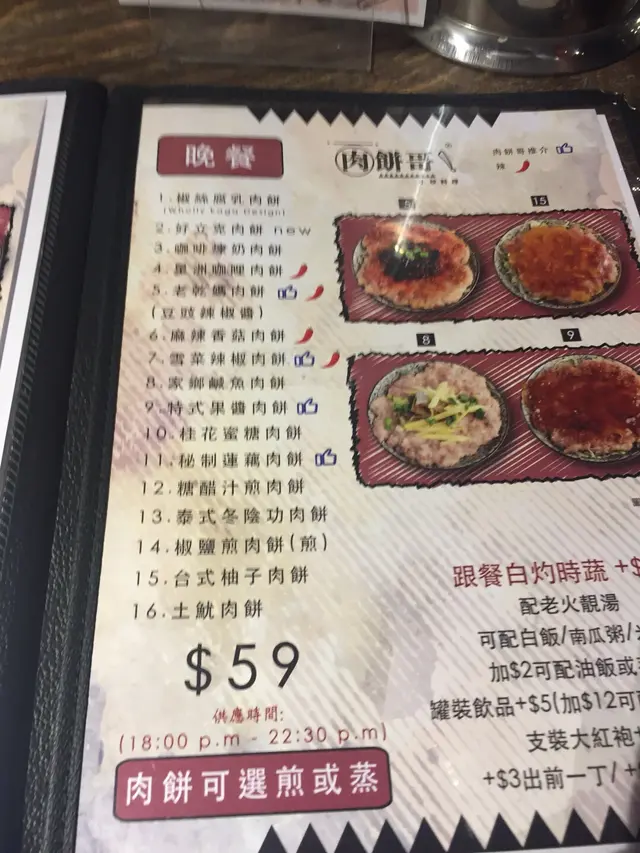 晚餐
肉餅哥
肉餅哥推介
辣
1.椒絲腐乳肉餅
2.好立克肉餅 new
3.咖啡煉奶肉餅
4.星洲咖喱肉餅
5.老乾媽肉餅
(豆豉辣椒醬)
6.麻辣香菇肉餅
7.雪菜辣椒肉餅
8.家鄉鹹魚肉餅
9.特式果醬肉餅
10.桂花蜜糖肉餅
11.秘制蓮藕肉餅
12.糖醋汁煎肉餅
13.泰式冬陰功肉餅
14.椒鹽煎肉餅(煎)
15.台式柚子肉餅
16.土魷肉餅
$59
供應時間:
(18:00 p.m - 22:30 p.m)
肉餅可選煎或蒸
15
8
9
跟餐白灼時蔬 +$
配老火靚湯
可配白飯/南瓜粥/
加$2可配油飯或
罐裝飲品+$5(加$12可
支裝大紅袍+
+$3出前一丁/ +